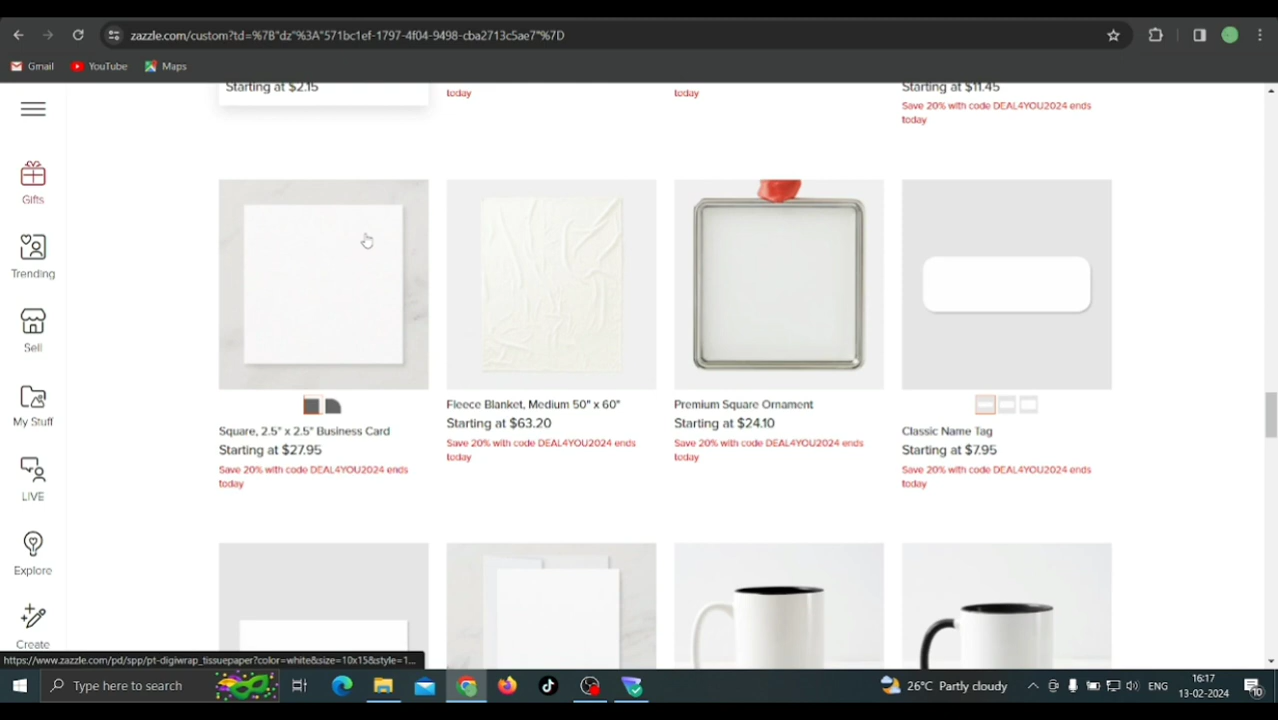 zazzle.com/custom?td=%7B"dz"%3A"571bc1ef-1797-4f04-9498-cba2713c5ae7"%7D
Gmail
YouTube
Maps
Starting at $2.15
today
today
Starting at $11.45
Save 20% with code DEAL4YOU2024 ends
today
Gifts
Trending
Sell
My Stuff
LIVE
Explore
Create
Square, 2.5" x 2.5" Business Card
Starting at $27.95
Save 20% with code DEAL4YOU2024 ends
today
Fleece Blanket, Medium 50" x 60"
Starting at $63.20
Save 20% with code DEAL4YOU2024 ends
today
Premium Square Ornament
Starting at $24.10
Save 20% with code DEAL4YOU2024 ends
today
Classic Name Tag
Starting at $7.95
Save 20% with code DEAL4YOU2024 ends
today
https://www.zazzle.com/pd/spp/pt-digiwrap_tissuepaper?color=white&size=10x15&style=1...
Type here to search
26°C Partly cloudy
ENG
16:17
13-02-2024
10